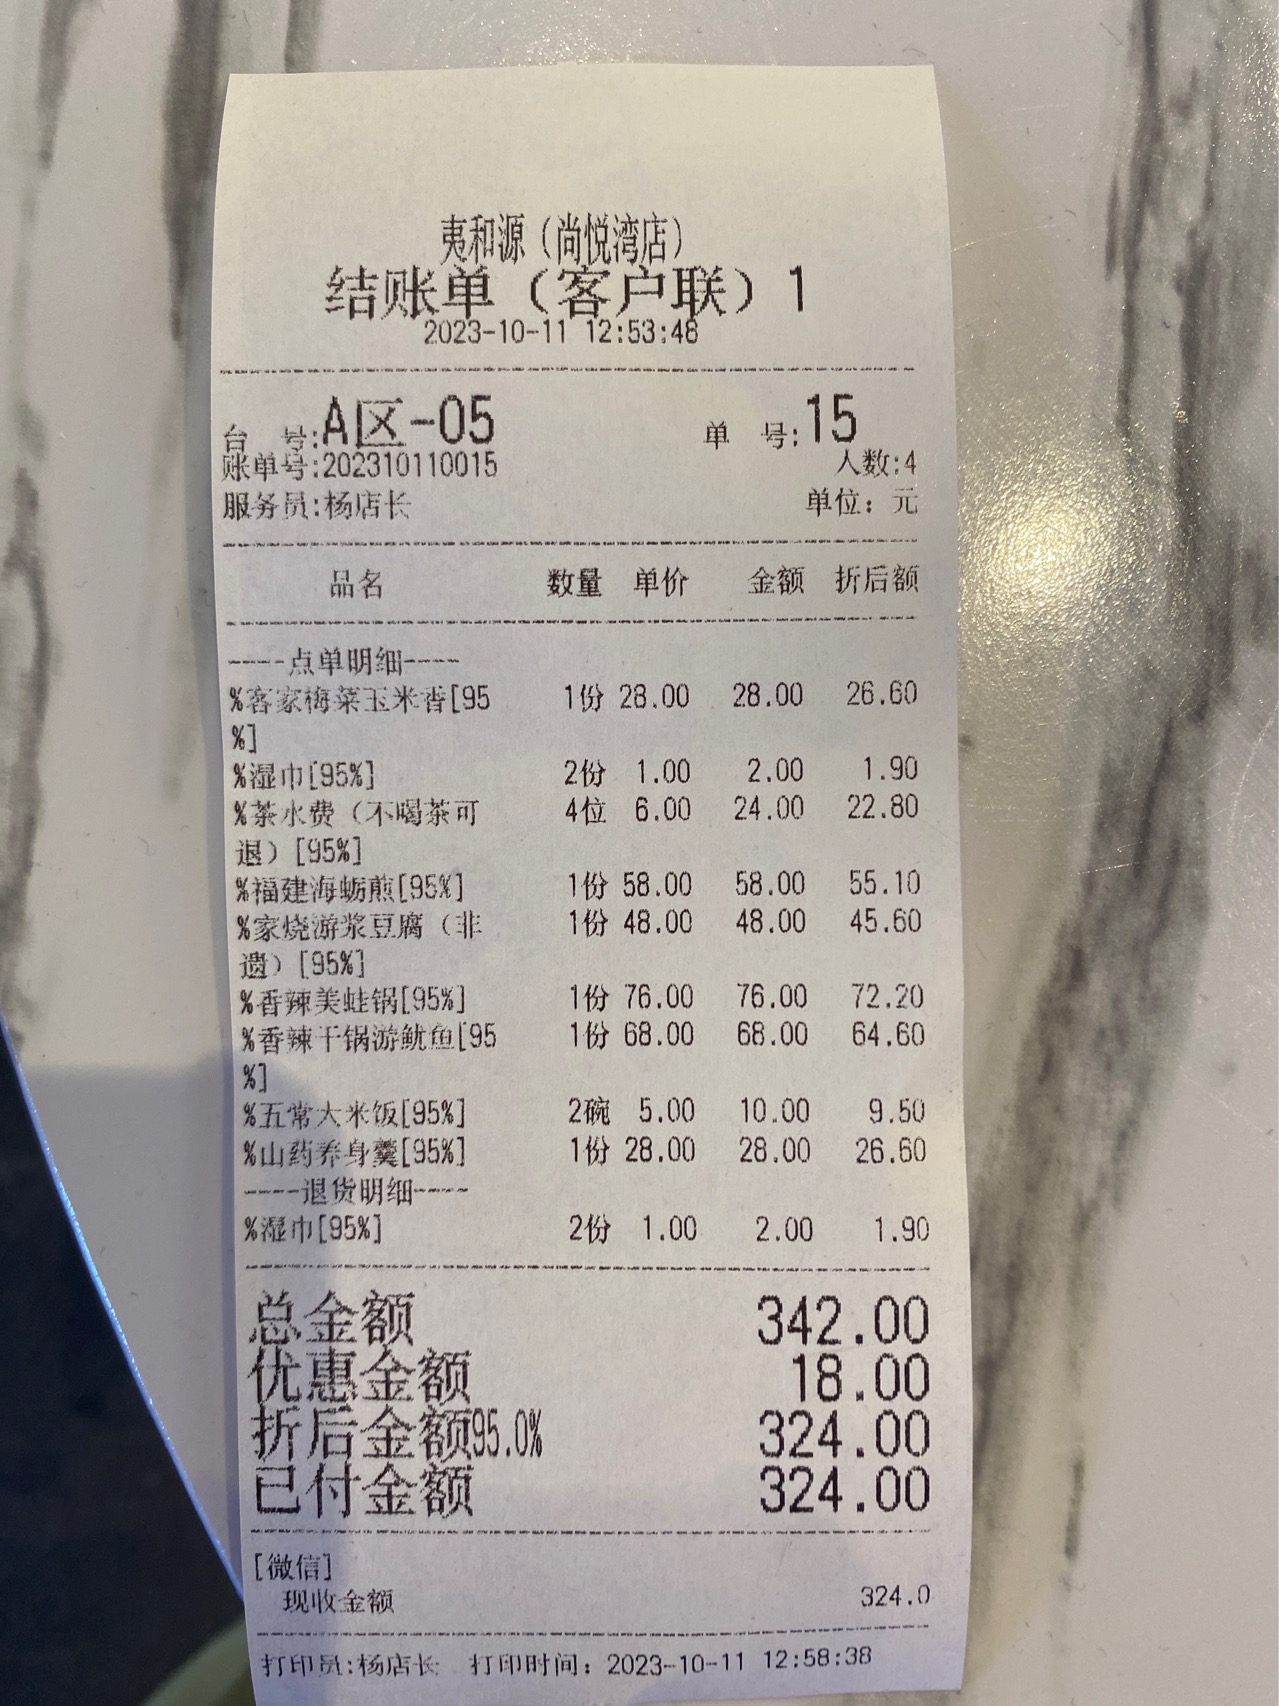 夷和源（尚悦湾店）
结账单（客户联）1
2023-10-11 12:53:48
台 号:A区-05 单 号:15
账单号:202310110015 人数:4
服务员:杨店长 单位：元
品名 数量 单价 金额 折后额
----点单明细----
%客家梅菜玉米香[95 1份 28.00 28.00 26.60
%]
%湿巾[95%] 2份 1.00 2.00 1.90
%茶水费（不喝茶可 4位 6.00 24.00 22.80
退）[95%]
%福建海蛎煎[95%] 1份 58.00 58.00 55.10
%家烧游浆豆腐（非 1份 48.00 48.00 45.60
遗）[95%]
%香辣美蛙锅[95%] 1份 76.00 76.00 72.20
%香辣干锅游鱿鱼[95 1份 68.00 68.00 64.60
%]
%五常大米饭[95%] 2碗 5.00 10.00 9.50
%山药养身羹[95%] 1份 28.00 28.00 26.60
----退货明细----
%湿巾[95%] 2份 1.00 2.00 1.90
总金额 342.00
优惠金额 18.00
折后金额95.0% 324.00
已付金额 324.00
[微信]
现收金额 324.0
打印员:杨店长 打印时间：2023-10-11 12:58:38